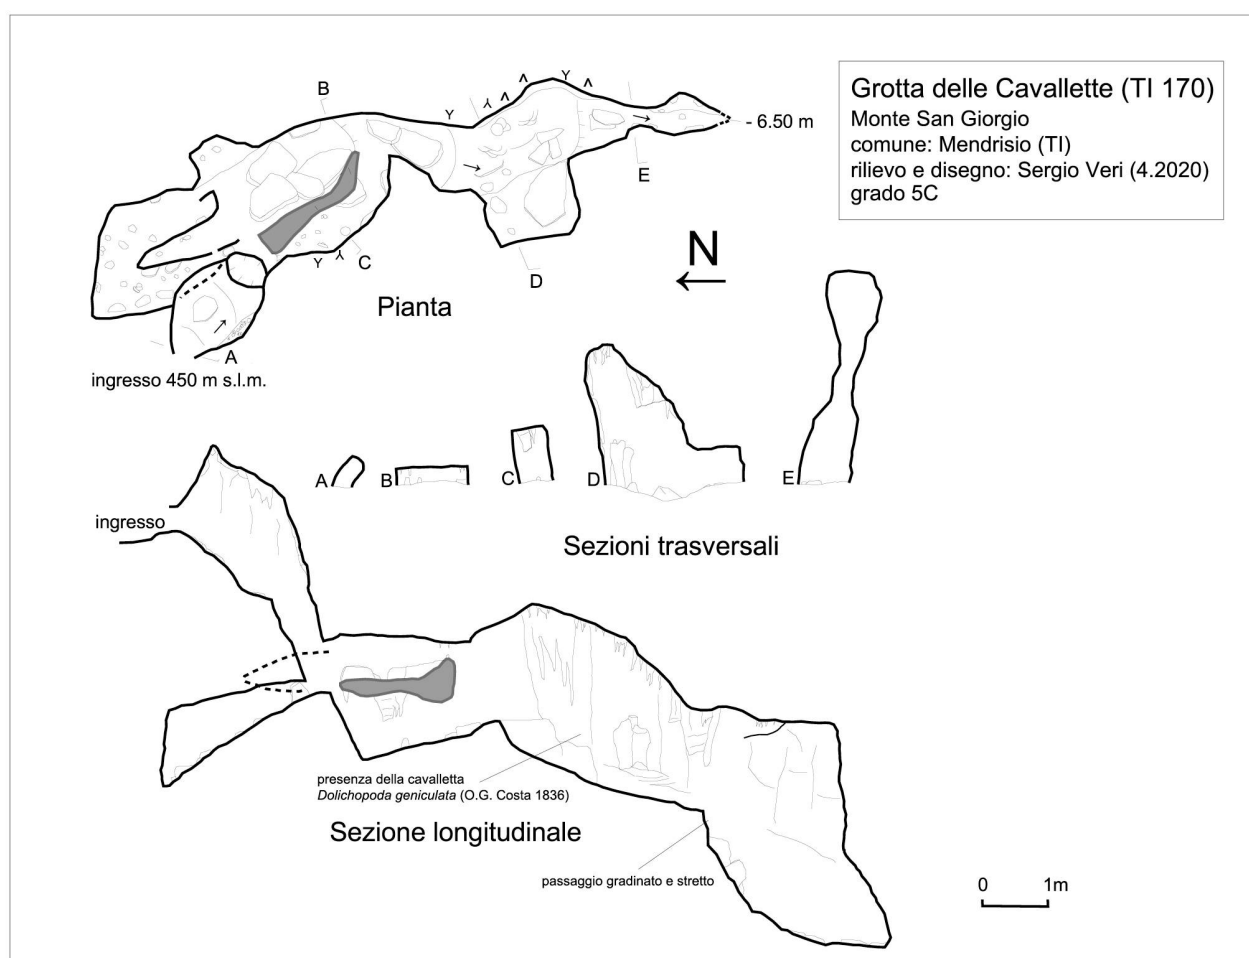 Grotta delle Cavallette (TI 170)
Monte San Giorgio
comune: Mendrisio (TI)
rilievo e disegno: Sergio Veri (4.2020)
grado 5C
B
- 6.50 m
E
N
C
D
Pianta
A
ingresso 450 m s.l.m.
A
B
C
D
E
ingresso
Sezioni trasversali
presenza della cavalletta
Dolichopoda geniculata (O.G. Costa 1836)
Sezione longitudinale
passaggio gradinato e stretto
0 1m